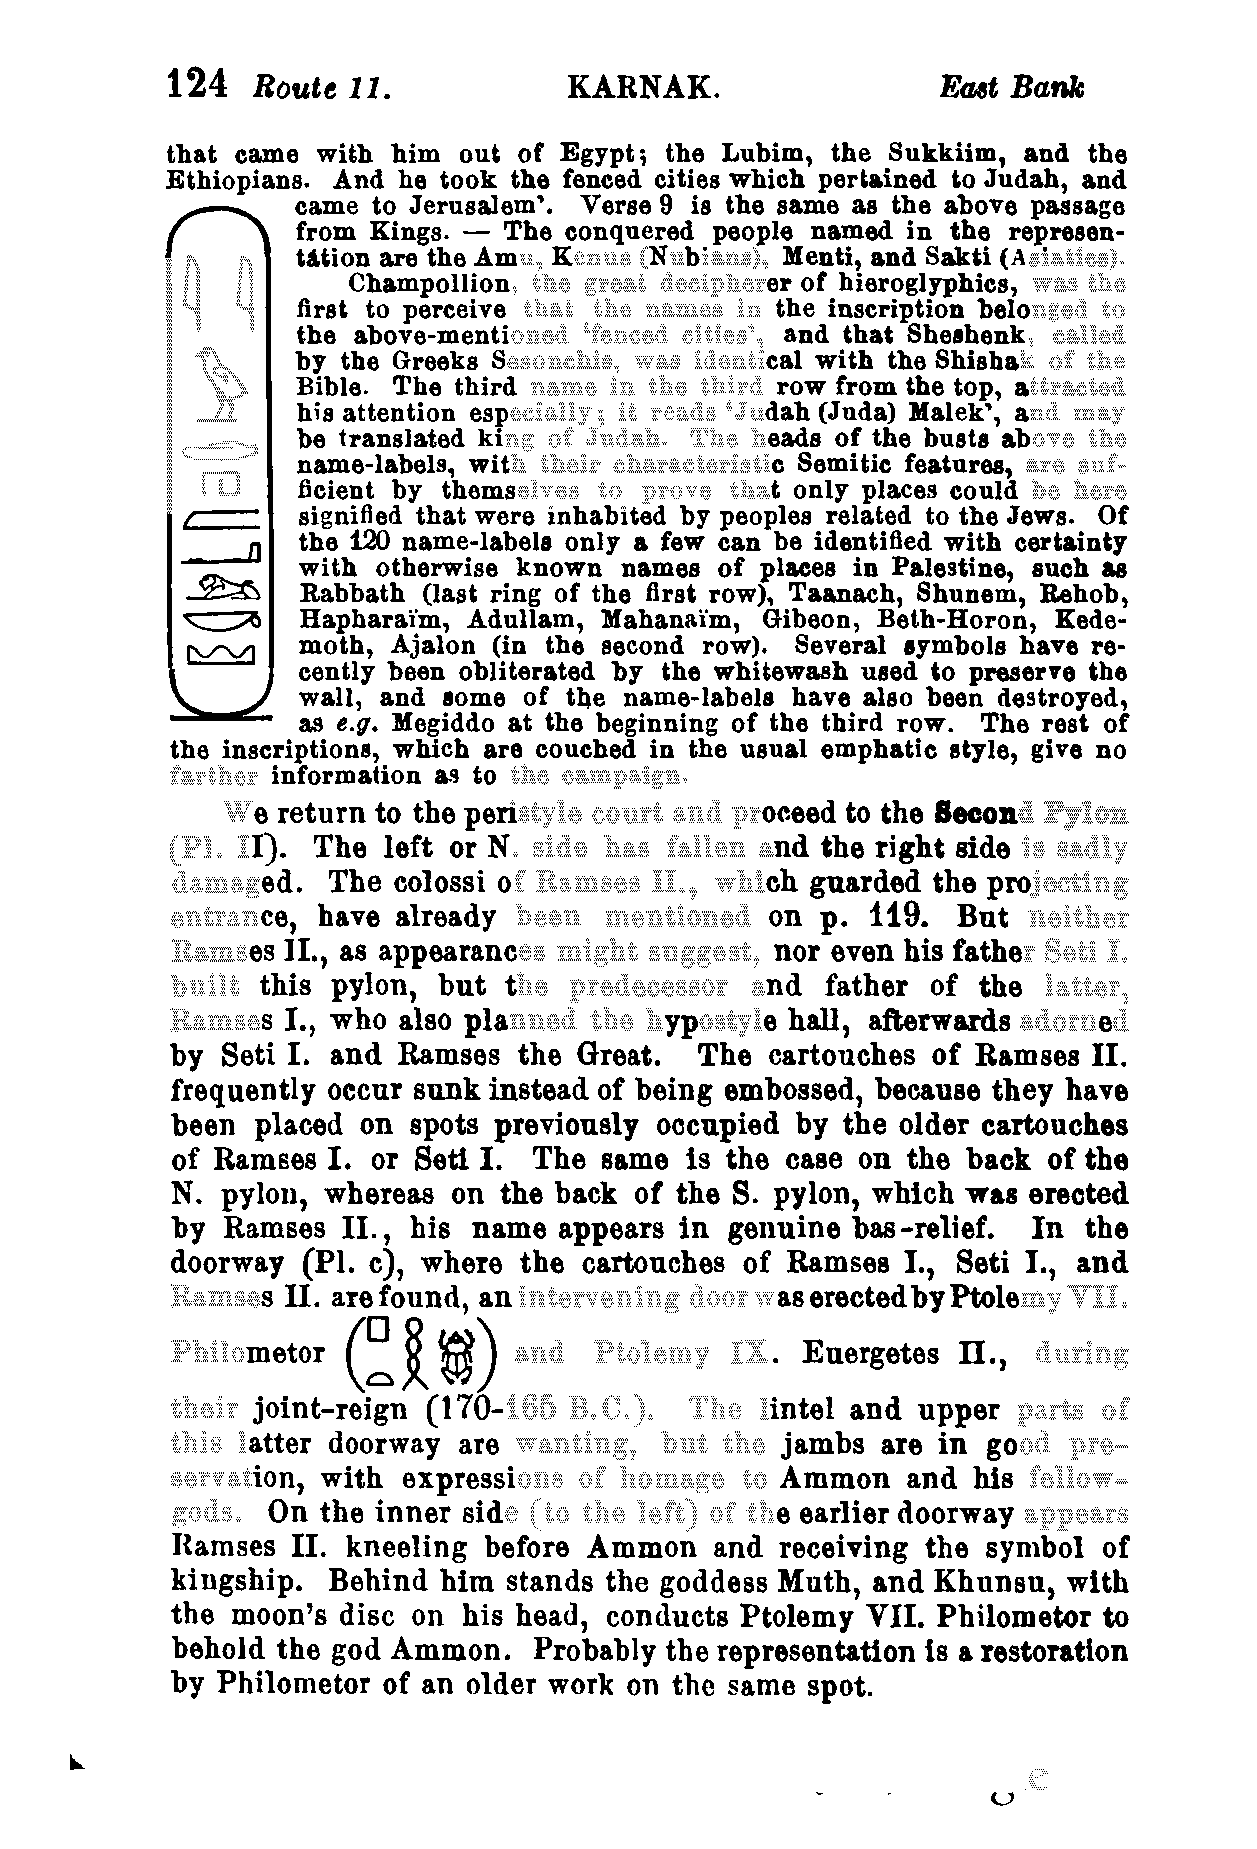 124 Route 11. KARNAK. East Bank
that came with him out of Egypt; the Lubim, the Sukkiim, and the
Ethiopians. And he took the fenced cities which pertained to Judah, and
came to Jerusalem'. Verse 9 is the same as the above passage
from Kings. — The conquered people named in the represen-
tation are the Amu, Kenus (Nubians), Menti, and Sakti (Asiatics).
Champollion, the great decipherer of hieroglyphics, was the
first to perceive that the names in the inscription belonged to
the above-mentioned 'fenced cities', and that Sheshenk, called
by the Greeks Sesonchis, was identical with the Shishak of the
Bible. The third name in the third row from the top, attracted
his attention especially; it reads 'Judah (Juda) Malek', and may
be translated king of Judah. The heads of the busts above the
name-labels, with their characteristic Semitic features, are suf-
ficient by themselves to prove that only places could be here
signified that were inhabited by peoples related to the Jews. Of
the 120 name-labels only a few can be identified with certainty
with otherwise known names of places in Palestine, such as
Rabbath (last ring of the first row), Taanach, Shunem, Rehob,
Hapharaïm, Adullam, Mahanaïm, Gibeon, Beth-Horon, Kede-
moth, Ajalon (in the second row). Several symbols have re-
cently been obliterated by the whitewash used to preserve the
wall, and some of the name-labels have also been destroyed,
as e.g. Megiddo at the beginning of the third row. The rest of
the inscriptions, which are couched in the usual emphatic style, give no
farther information as to the campaign.
We return to the peristyle court and proceed to the Second Pylon
(Pl. II). The left or N. side has fallen and the right side is sadly
damaged. The colossi of Ramses II., which guarded the projecting
entrance, have already been mentioned on p. 119. But neither
Ramses II., as appearances might suggest, nor even his father Seti I.
built this pylon, but the predecessor and father of the latter,
Ramses I., who also planned the hypostyle hall, afterwards adorned
by Seti I. and Ramses the Great. The cartouches of Ramses II.
frequently occur sunk instead of being embossed, because they have
been placed on spots previously occupied by the older cartouches
of Ramses I. or Seti I. The same is the case on the back of the
N. pylon, whereas on the back of the S. pylon, which was erected
by Ramses II., his name appears in genuine bas-relief. In the
doorway (Pl. c), where the cartouches of Ramses I., Seti I., and
Ramses II. are found, an intervening door was erected by Ptolemy VII.
Philometor and Ptolemy IX. Euergetes II., during
their joint-reign (170-165 B.C.). The lintel and upper parts of
this latter doorway are wanting, but the jambs are in good pre-
servation, with expressions of homage to Ammon and his fellow-
gods. On the inner side (to the left) of the earlier doorway appears
Ramses II. kneeling before Ammon and receiving the symbol of
kingship. Behind him stands the goddess Muth, and Khunsu, with
the moon's disc on his head, conducts Ptolemy VII. Philometor to
behold the god Ammon. Probably the representation is a restoration
by Philometor of an older work on the same spot.